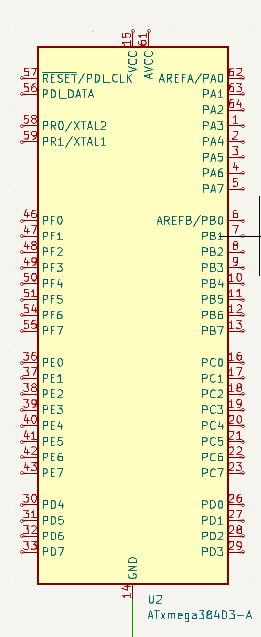 15 61
VCC AVCC
57 RESET/PDI_CLK AREFA/PA0 62
56 PDI_DATA PA1 63
PA2 64
58 PR0/XTAL2 PA3 1
59 PR1/XTAL1 PA4 2
PA5 3
PA6 4
PA7 5
46 PF0 AREFB/PB0 6
47 PF1 PB1 7
48 PF2 PB2 8
49 PF3 PB3 9
50 PF4 PB4 10
51 PF5 PB5 11
54 PF6 PB6 12
55 PF7 PB7 13
36 PE0 PC0 16
37 PE1 PC1 17
38 PE2 PC2 18
39 PE3 PC3 19
40 PE4 PC4 20
41 PE5 PC5 21
42 PE6 PC6 22
43 PE7 PC7 23
30 PD4 PD0 26
31 PD5 PD1 27
32 PD6 PD2 28
33 PD7 PD3 29
GND
14
U2
ATxmega384D3-A